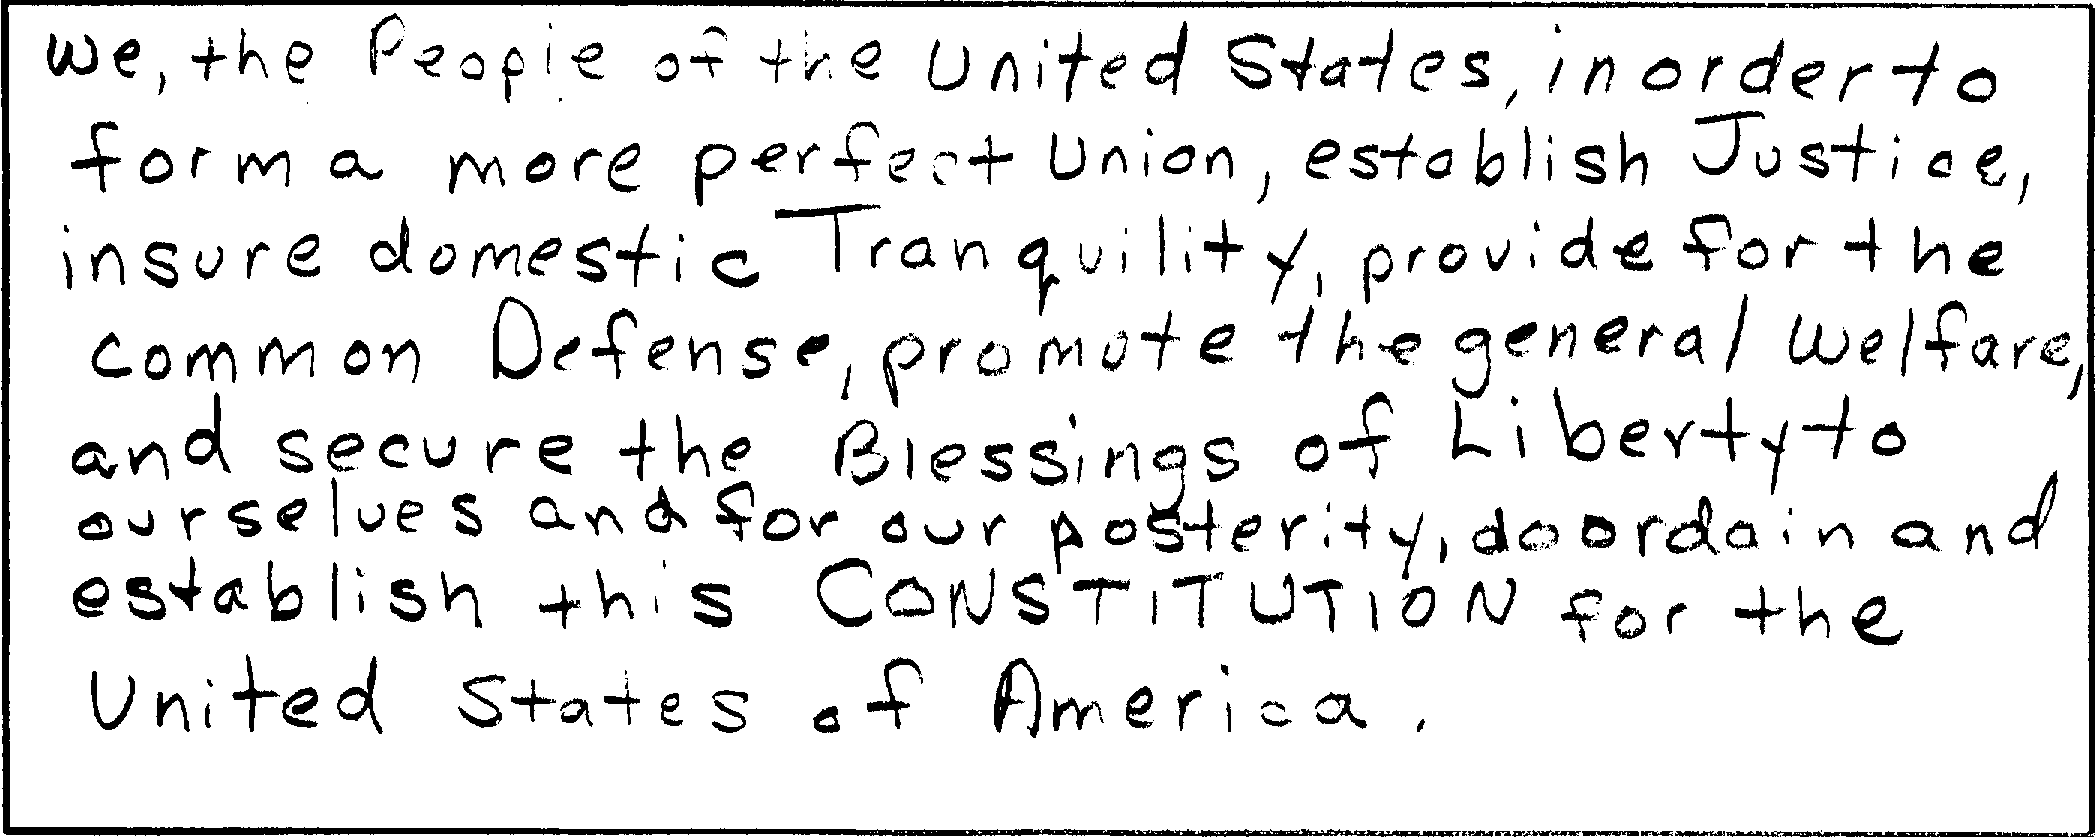 We, the People of the United States, in order to
form a more perfect Union, establish Justice,
insure domestic Tranquility, provide for the
common Defense, promote the general Welfare,
and secure the Blessings of Liberty to
ourselves and for our posterity, do ordain and
establish this CONSTITUTION for the
United States of America.